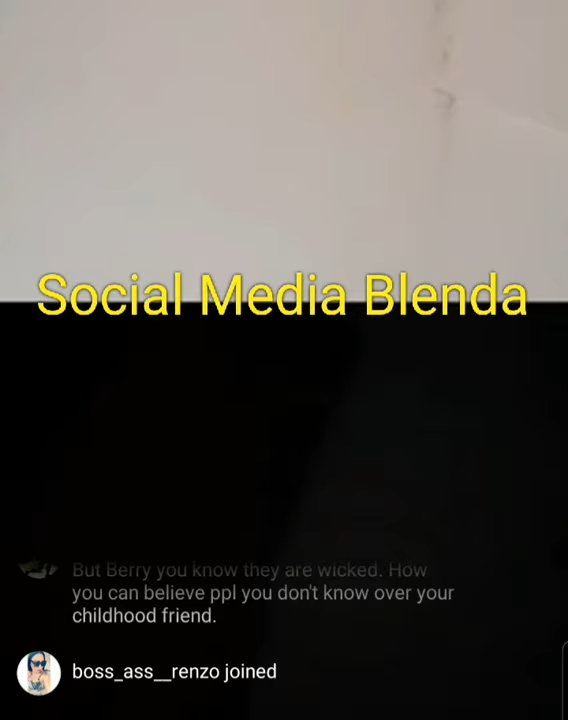 Social Media Blenda
But Berry you know they are wicked. How
you can believe ppl you don't know over your
childhood friend.
boss_ass__renzo joined